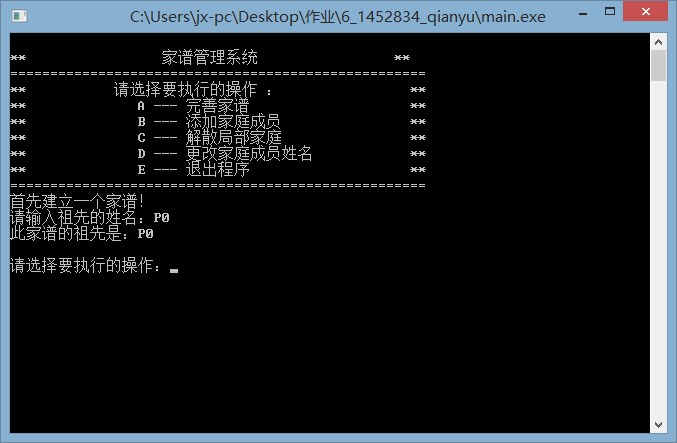 C:\Users\jx-pc\Desktop\作业\6_1452834_qianyu\main.exe
** 家谱管理系统 **
====================================================
** 请选择要执行的操作 : **
** A --- 完善家谱 **
** B --- 添加家庭成员 **
** C --- 解散局部家庭 **
** D --- 更改家庭成员姓名 **
** E --- 退出程序 **
====================================================
首先建立一个家谱!
请输入祖先的姓名: P0
此家谱的祖先是: P0
请选择要执行的操作: